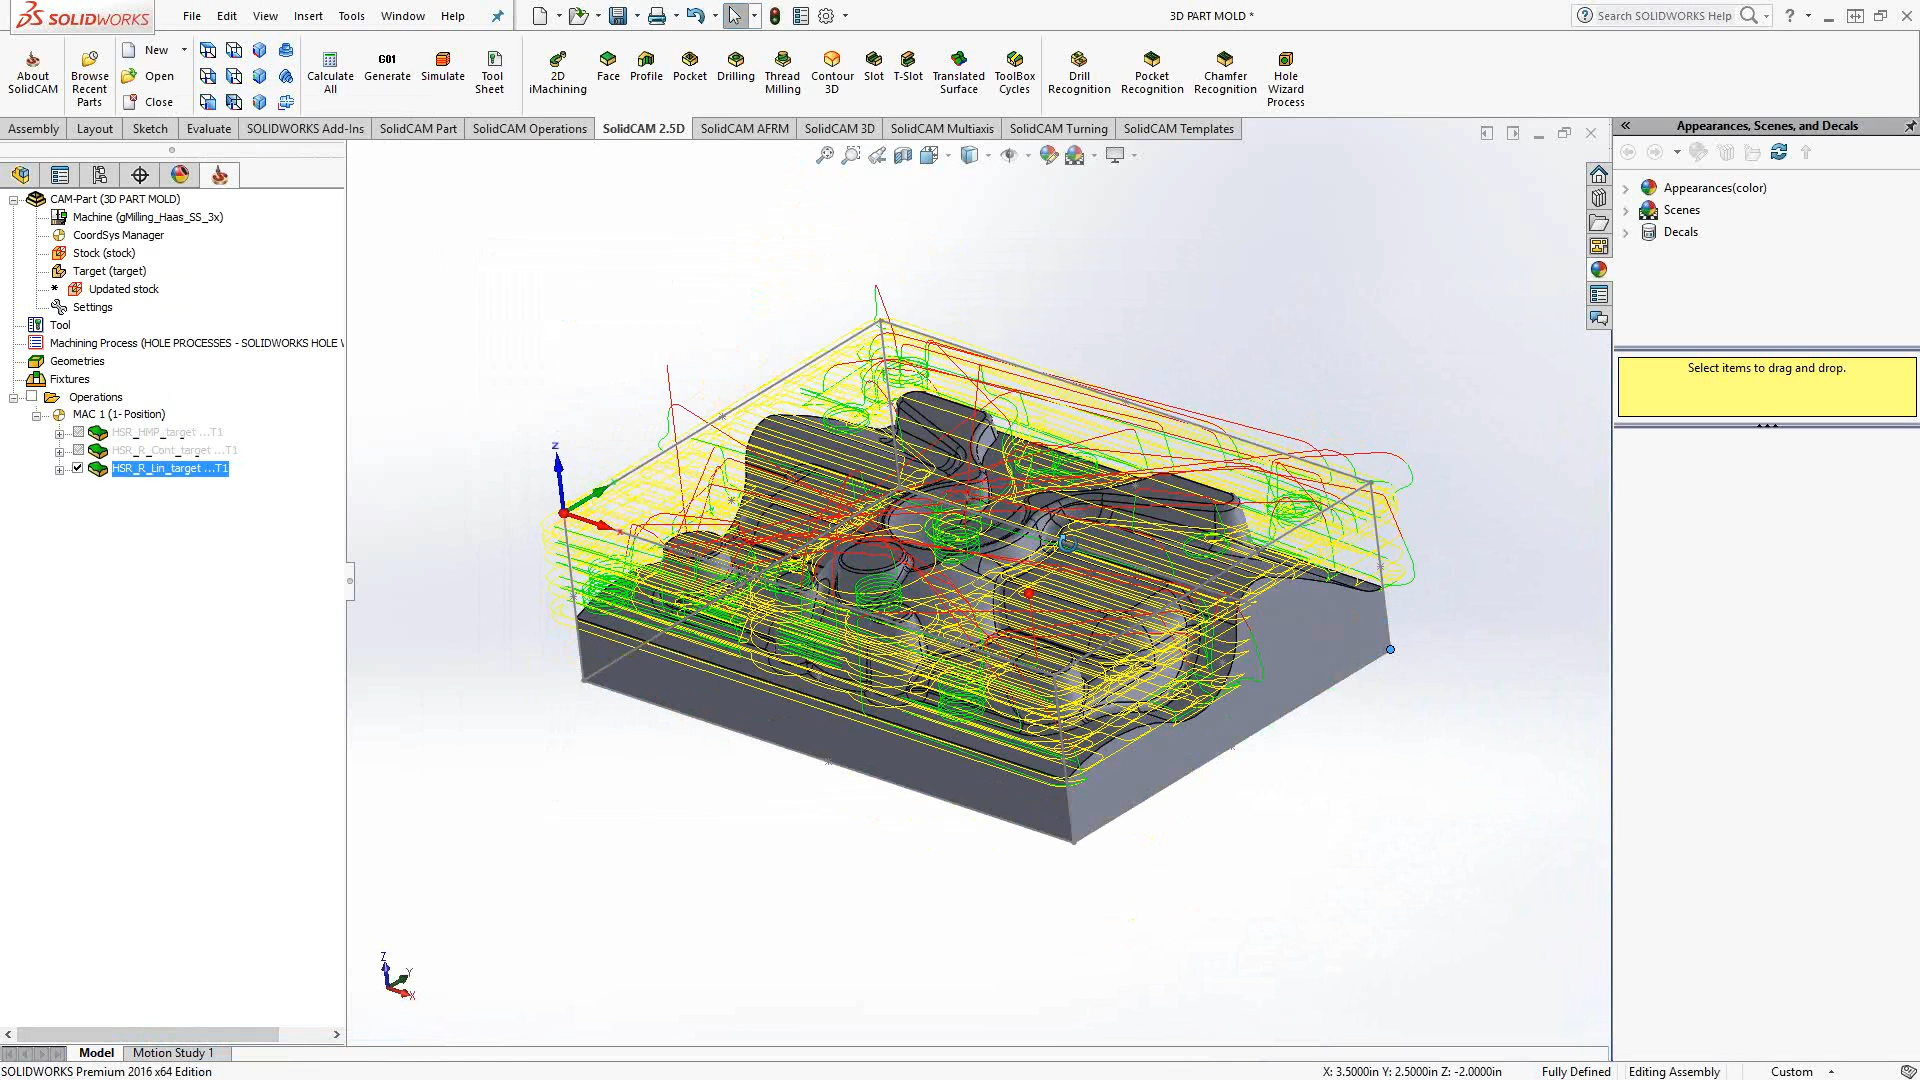 SOLIDWORKS File Edit View Insert Tools Window Help 3D PART MOLD * Search SOLIDWORKS Help
About SolidCAM
Browse Recent Parts
New
Open
Close
Calculate All
G01 Generate
Simulate
Tool Sheet
2D iMachining
Face
Profile
Pocket
Drilling
Thread Milling
Contour 3D
Slot
T-Slot
Translated Surface
ToolBox Cycles
Drill Recognition
Pocket Recognition
Chamfer Recognition
Hole Wizard Process
Assembly Layout Sketch Evaluate SOLIDWORKS Add-Ins SolidCAM Part SolidCAM Operations SolidCAM 2.5D SolidCAM AFRM SolidCAM 3D SolidCAM Multiaxis SolidCAM Turning SolidCAM Templates
CAM-Part (3D PART MOLD)
Machine (gMilling_Haas_SS_3x)
CoordSys Manager
Stock (stock)
Target (target)
* Updated stock
Settings
Tool
Machining Process (HOLE PROCESSES - SOLIDWORKS HOLE
Geometries
Fixtures
Operations
MAC 1 (1- Position)
HSR_HMP_target ...T1
HSR_R_Cont_target ...T1
HSR_R_Lin_target ...T1
Z
X
Z
Y
X
Appearances, Scenes, and Decals
Appearances(color)
Scenes
Decals
Select items to drag and drop.
Model Motion Study 1
SOLIDWORKS Premium 2016 x64 Edition X: 3.5000in Y: 2.5000in Z: -2.0000in Fully Defined Editing Assembly Custom